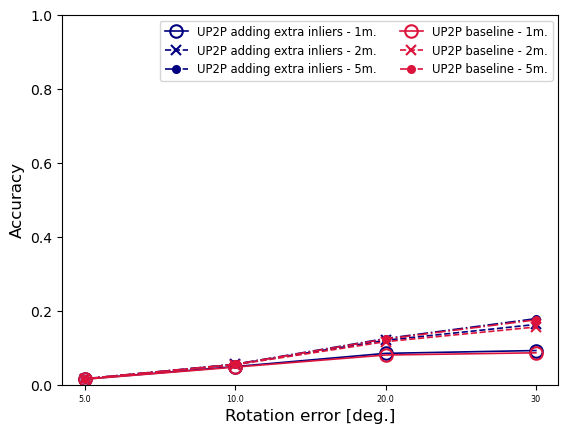 1.0
0.8
0.6
0.4
0.2
0.0
Accuracy
UP2P adding extra inliers - 1m.
UP2P adding extra inliers - 2m.
UP2P adding extra inliers - 5m.
UP2P baseline - 1m.
UP2P baseline - 2m.
UP2P baseline - 5m.
5.0 10.0 20.0 30
Rotation error [deg.]